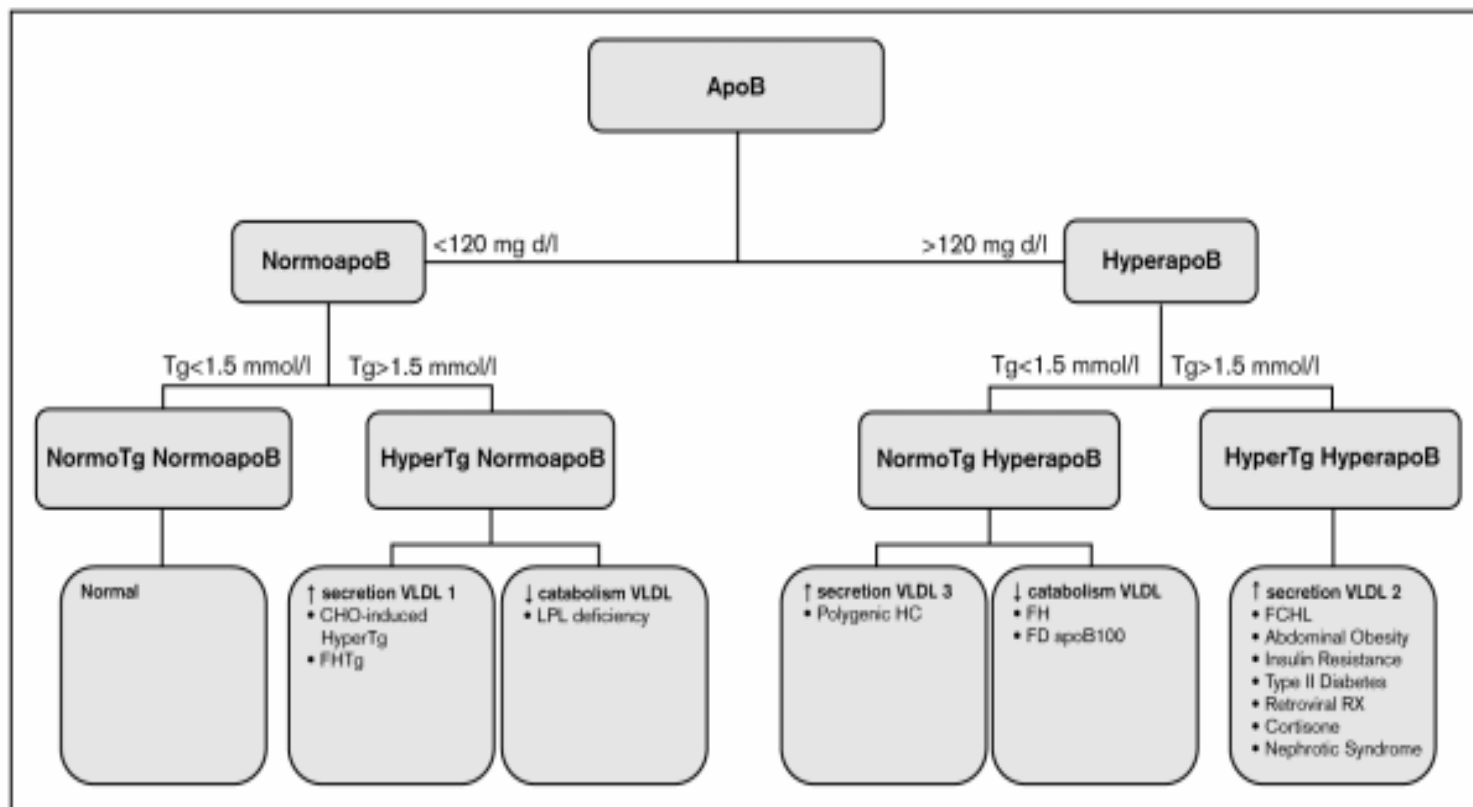 ApoB
NormoapoB
<120 mg d/l
>120 mg d/l
HyperapoB
Tg<1.5 mmol/l
Tg>1.5 mmol/l
Tg<1.5 mmol/l
Tg>1.5 mmol/l
NormoTg NormoapoB
HyperTg NormoapoB
NormoTg HyperapoB
HyperTg HyperapoB
Normal
↑ secretion VLDL 1
• CHO-induced
HyperTg
• FHTg
↓ catabolism VLDL
• LPL deficiency
↑ secretion VLDL 3
• Polygenic HC
↓ catabolism VLDL
• FH
• FD apoB100
↑ secretion VLDL 2
• FCHL
• Abdominal Obesity
• Insulin Resistance
• Type II Diabetes
• Retroviral RX
• Cortisone
• Nephrotic Syndrome